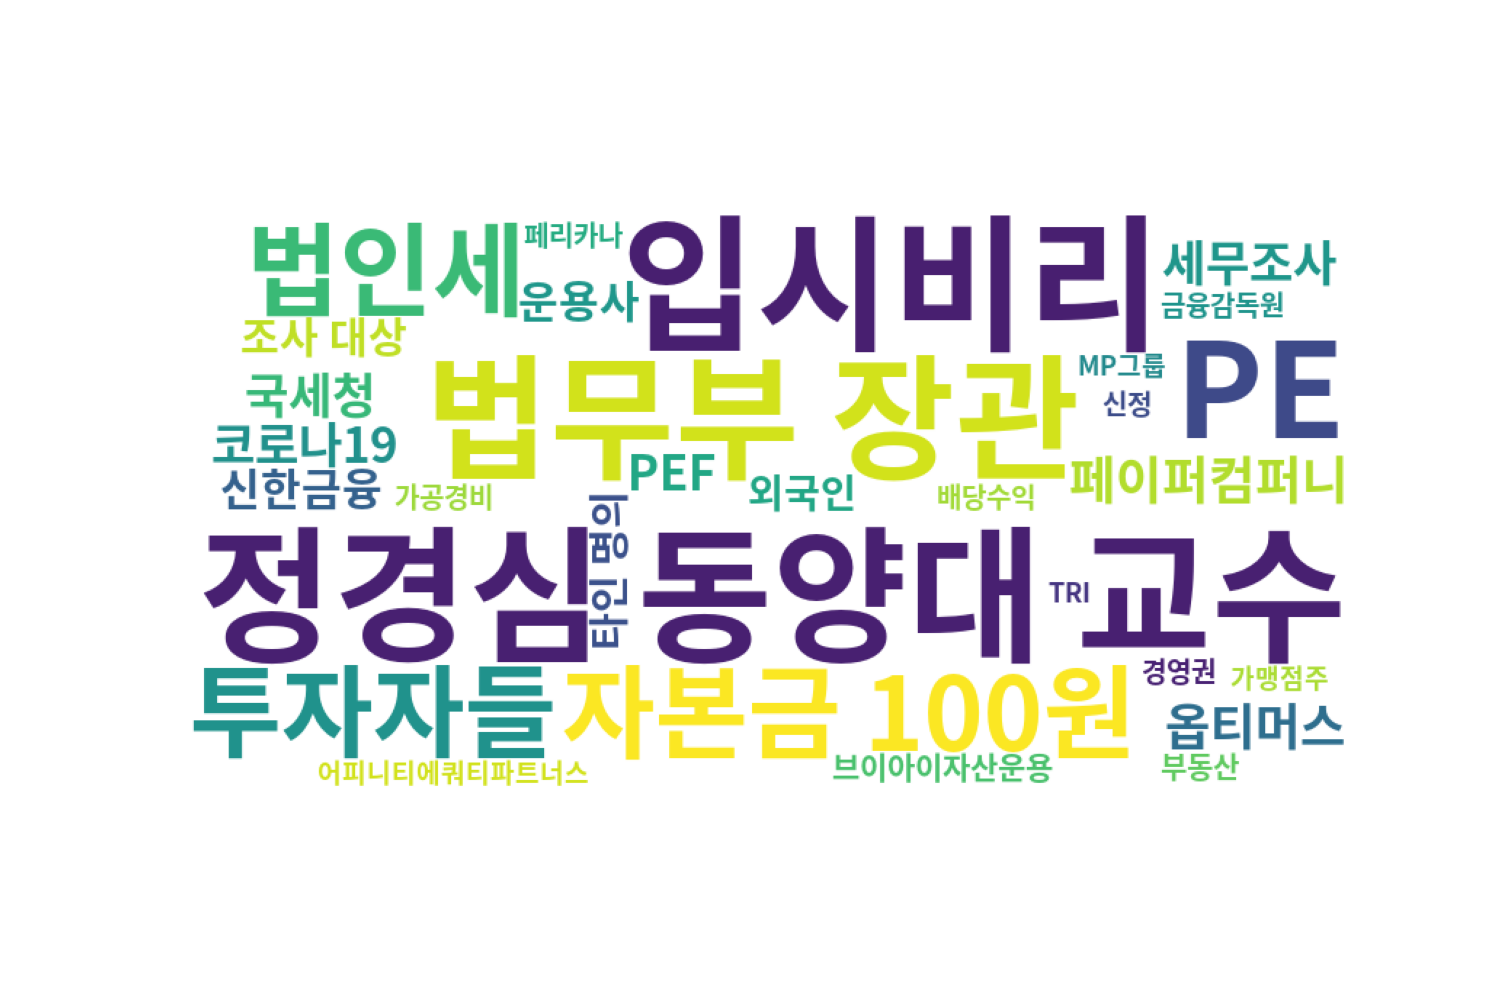 법인세
페리카나
입시비리
세무조사
운용사
금융감독원
조사 대상
법무부 장관
MP그룹
PE
국세청
신정
코로나19
PEF
페이퍼컴퍼니
신한금융
가공경비
외국인
배당수익
타인 명의
정경심
동양대
TRI
교수
투자자들
자본금 100원
경영권
가맹점주
옵티머스
어피니티에쿼티파트너스
브이아이자산운용
부동산